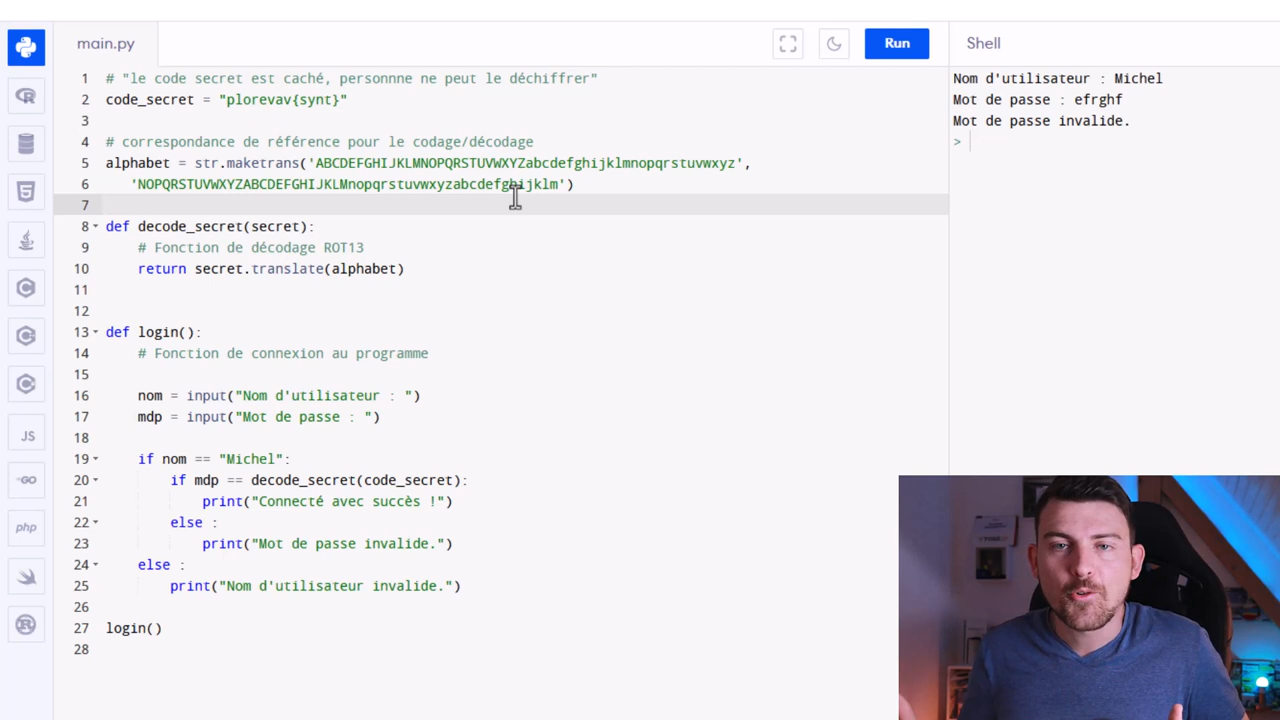 main.py
Run
Shell
1 # "le code secret est caché, personnne ne peut le déchiffrer"
2 code_secret = "plorevav{synt}"
3
4 # correspondance de référence pour le codage/décodage
5 alphabet = str.maketrans('ABCDEFGHIJKLMNOPQRSTUVWXYZabcdefghijklmnopqrstuvwxyz',
6 'NOPQRSTUVWXYZABCDEFGHIJKLMnopqrstuvwxyzabcdefghijklm')
7
8 def decode_secret(secret):
9 # Fonction de décodage ROT13
10 return secret.translate(alphabet)
11
12
13 def login():
14 # Fonction de connexion au programme
15
16 nom = input("Nom d'utilisateur : ")
17 mdp = input("Mot de passe : ")
18
19 if nom == "Michel":
20 if mdp == decode_secret(code_secret):
21 print("Connecté avec succès !")
22 else :
23 print("Mot de passe invalide.")
24 else :
25 print("Nom d'utilisateur invalide.")
26
27 login()
28
Nom d'utilisateur : Michel
Mot de passe : efrghf
Mot de passe invalide.
>
JS
GO
php